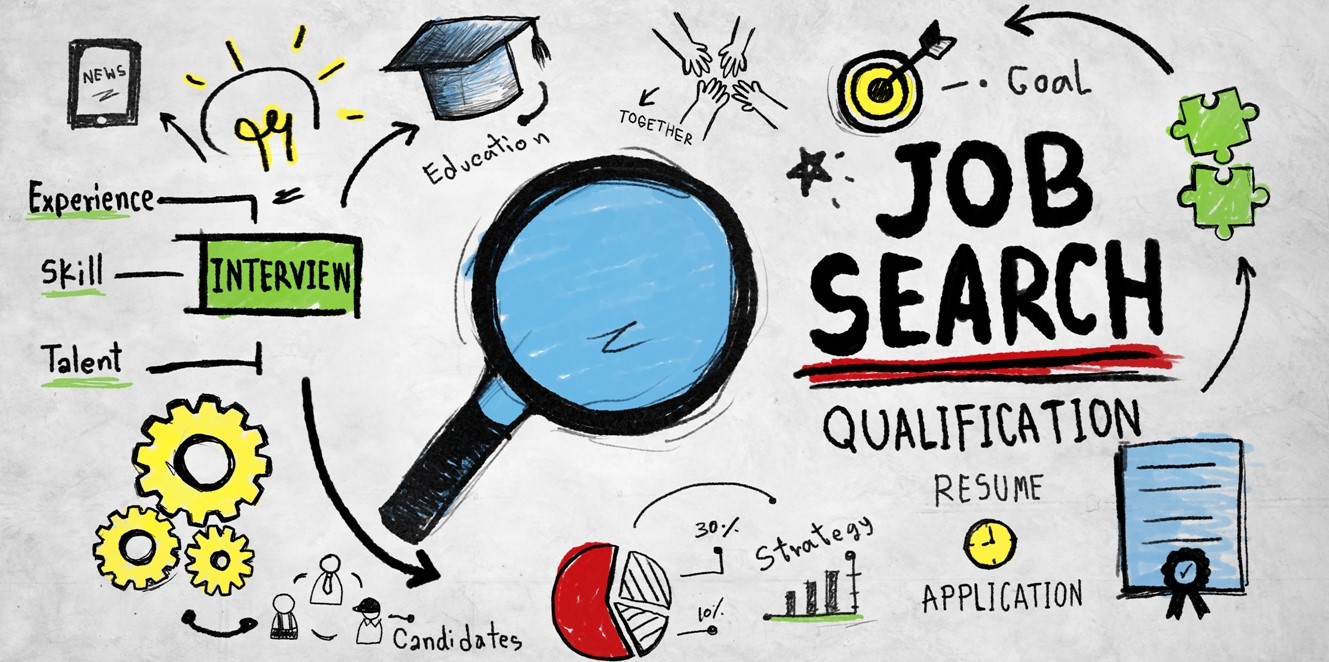 NEWS
Education
TOGETHER
Goal
JOB
SEARCH
Experience
Skill
INTERVIEW
Talent
QUALIFICATION
RESUME
APPLICATION
30%
10%
Strategy
Candidates